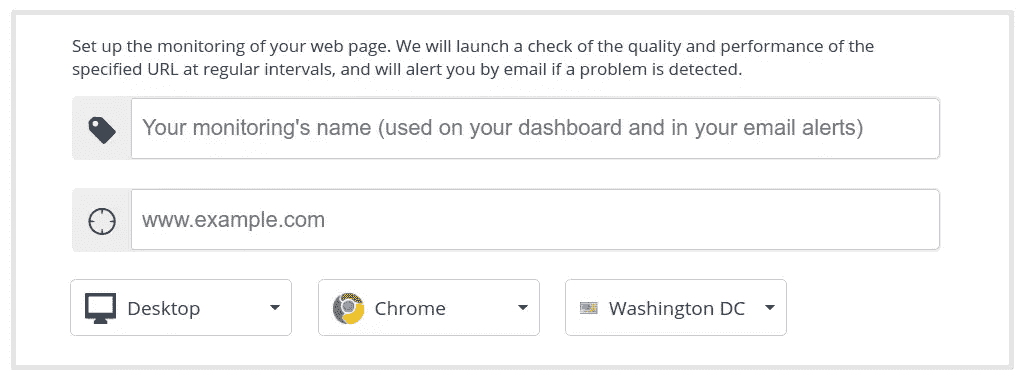 Set up the monitoring of your web page. We will launch a check of the quality and performance of the
specified URL at regular intervals, and will alert you by email if a problem is detected.
Your monitoring's name (used on your dashboard and in your email alerts)
www.example.com
Desktop
Chrome
Washington DC